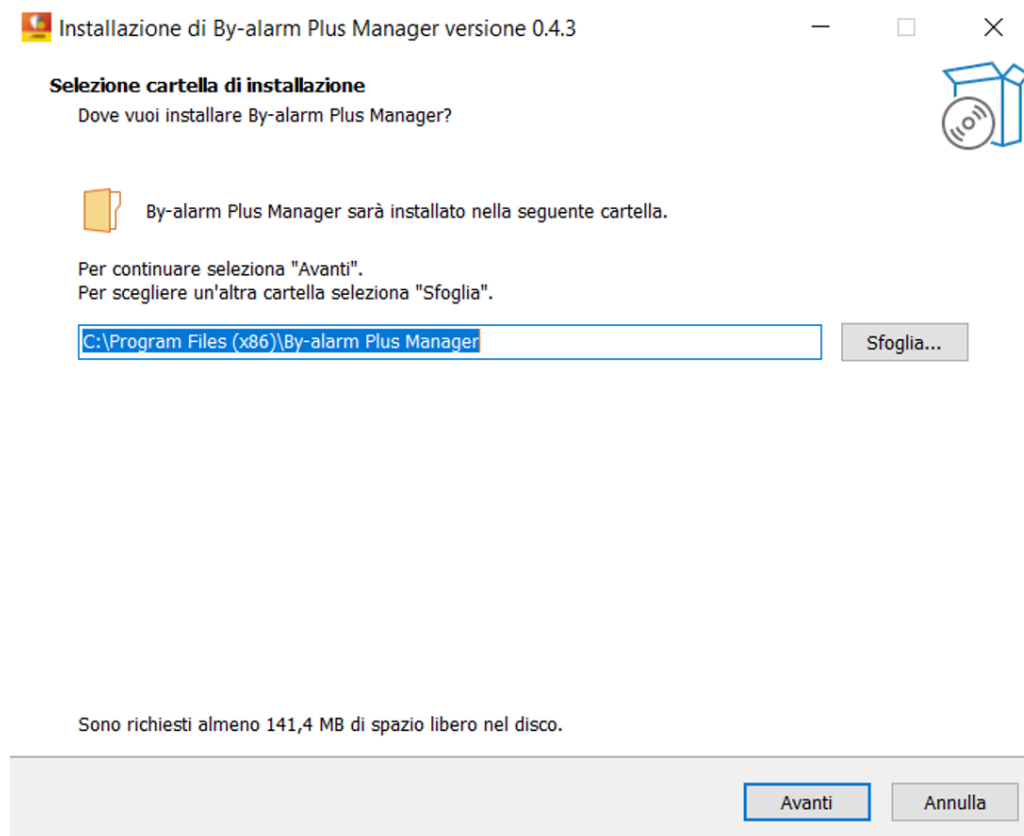 Installazione di By-alarm Plus Manager versione 0.4.3
Selezione cartella di installazione
Dove vuoi installare By-alarm Plus Manager?
By-alarm Plus Manager sarà installato nella seguente cartella.
Per continuare seleziona "Avanti".
Per scegliere un'altra cartella seleziona "Sfoglia".
C:\Program Files (x86)\By-alarm Plus Manager
Sfoglia...
Sono richiesti almeno 141,4 MB di spazio libero nel disco.
Avanti
Annulla